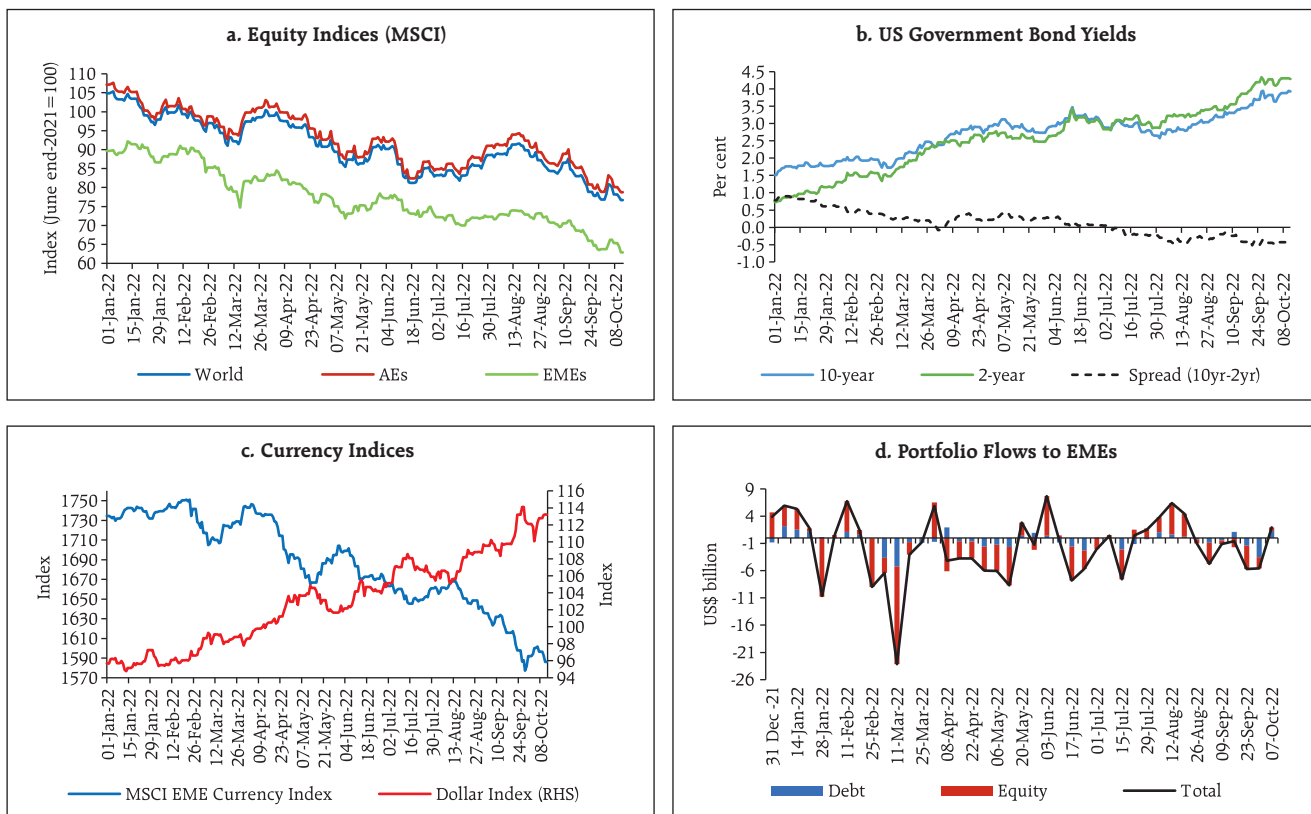 a. Equity Indices (MSCI)
Index (June end-2021=100)
110
105
100
95
90
85
80
75
70
65
60
01-Jan-22
15-Jan-22
29-Jan-22
12-Feb-22
26-Feb-22
12-Mar-22
26-Mar-22
09-Apr-22
23-Apr-22
07-May-22
21-May-22
04-Jun-22
18-Jun-22
02-Jul-22
16-Jul-22
30-Jul-22
13-Aug-22
27-Aug-22
10-Sep-22
24-Sep-22
08-Oct-22
World AEs EMEs
b. US Government Bond Yields
Per cent
4.5
4.0
3.5
3.0
2.5
2.0
1.5
1.0
0.5
0.0
-0.5
-1.0
01-Jan-22
15-Jan-22
29-Jan-22
12-Feb-22
26-Feb-22
12-Mar-22
26-Mar-22
09-Apr-22
23-Apr-22
07-May-22
21-May-22
04-Jun-22
18-Jun-22
02-Jul-22
16-Jul-22
30-Jul-22
13-Aug-22
27-Aug-22
10-Sep-22
24-Sep-22
08-Oct-22
10-year 2-year Spread (10yr-2yr)
c. Currency Indices
Index
1750
1730
1710
1690
1670
1650
1630
1610
1590
1570
116
114
112
110
108
106
104
102
100
98
96
94
Index
01-Jan-22
15-Jan-22
29-Jan-22
12-Feb-22
26-Feb-22
12-Mar-22
26-Mar-22
09-Apr-22
23-Apr-22
07-May-22
21-May-22
04-Jun-22
18-Jun-22
02-Jul-22
16-Jul-22
30-Jul-22
13-Aug-22
27-Aug-22
10-Sep-22
24-Sep-22
08-Oct-22
MSCI EME Currency Index Dollar Index (RHS)
d. Portfolio Flows to EMEs
US$ billion
9
4
-1
-6
-11
-16
-21
-26
31 Dec -21
14-Jan-22
28-Jan-22
11-Feb-22
25-Feb-22
11-Mar-22
25-Mar-22
08-Apr-22
22-Apr-22
06-May-22
20-May-22
03-Jun-22
17-Jun-22
01-Jul-22
15-Jul-22
29-Jul-22
12-Aug-22
26-Aug-22
09-Sep-22
23-Sep-22
07-Oct-22
Debt Equity Total